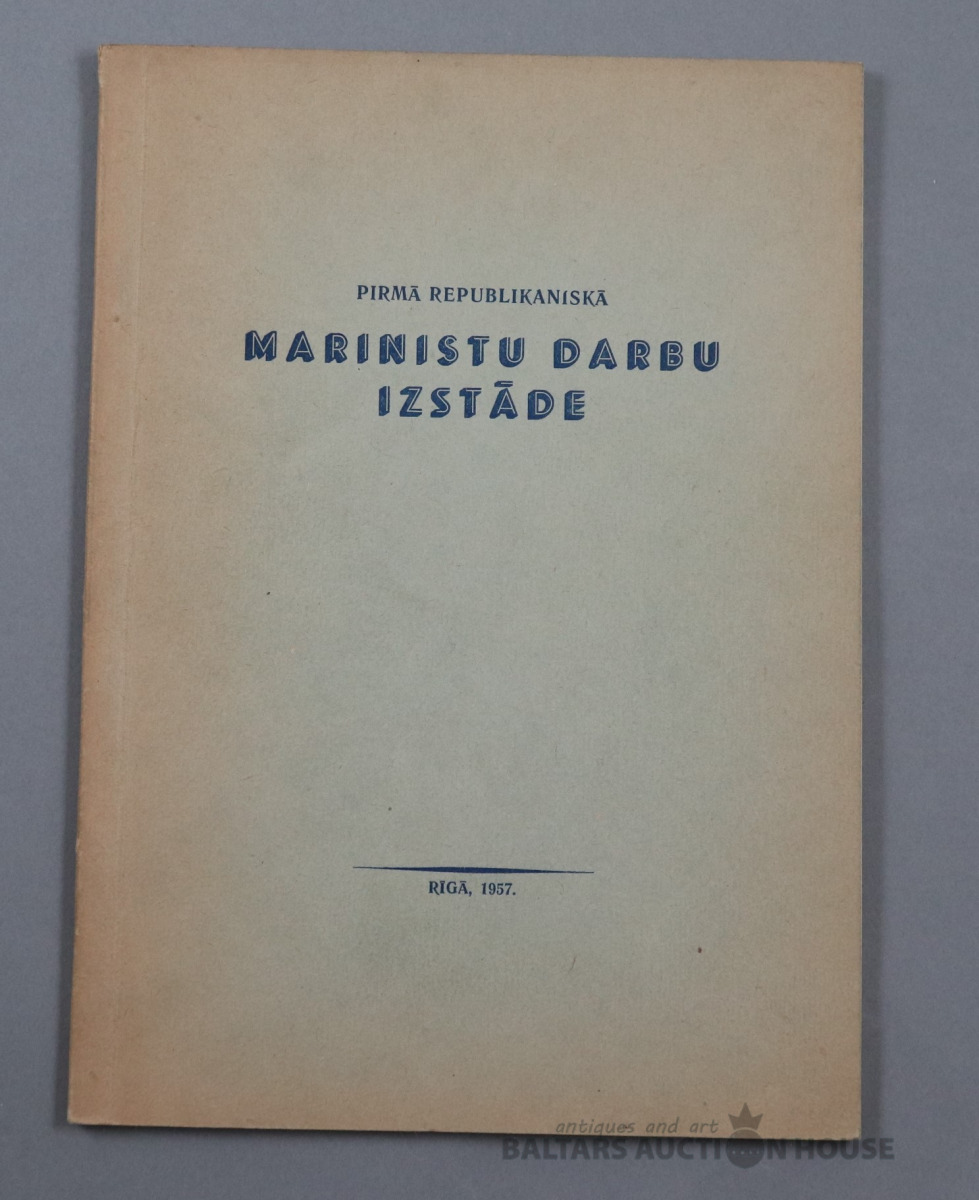 PIRMĀ REPUBLIKANISKĀ
MARINISTU DARBU
IZSTĀDE
RĪGĀ, 1957.
antiques and art
BALTARS AUCTION HOUSE